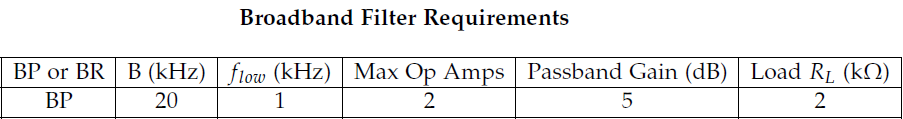 Broadband Filter Requirements
BP or BR B (kHz) f_low (kHz) Max Op Amps Passband Gain (dB) Load R_L (kΩ)
BP 20 1 2 5 2